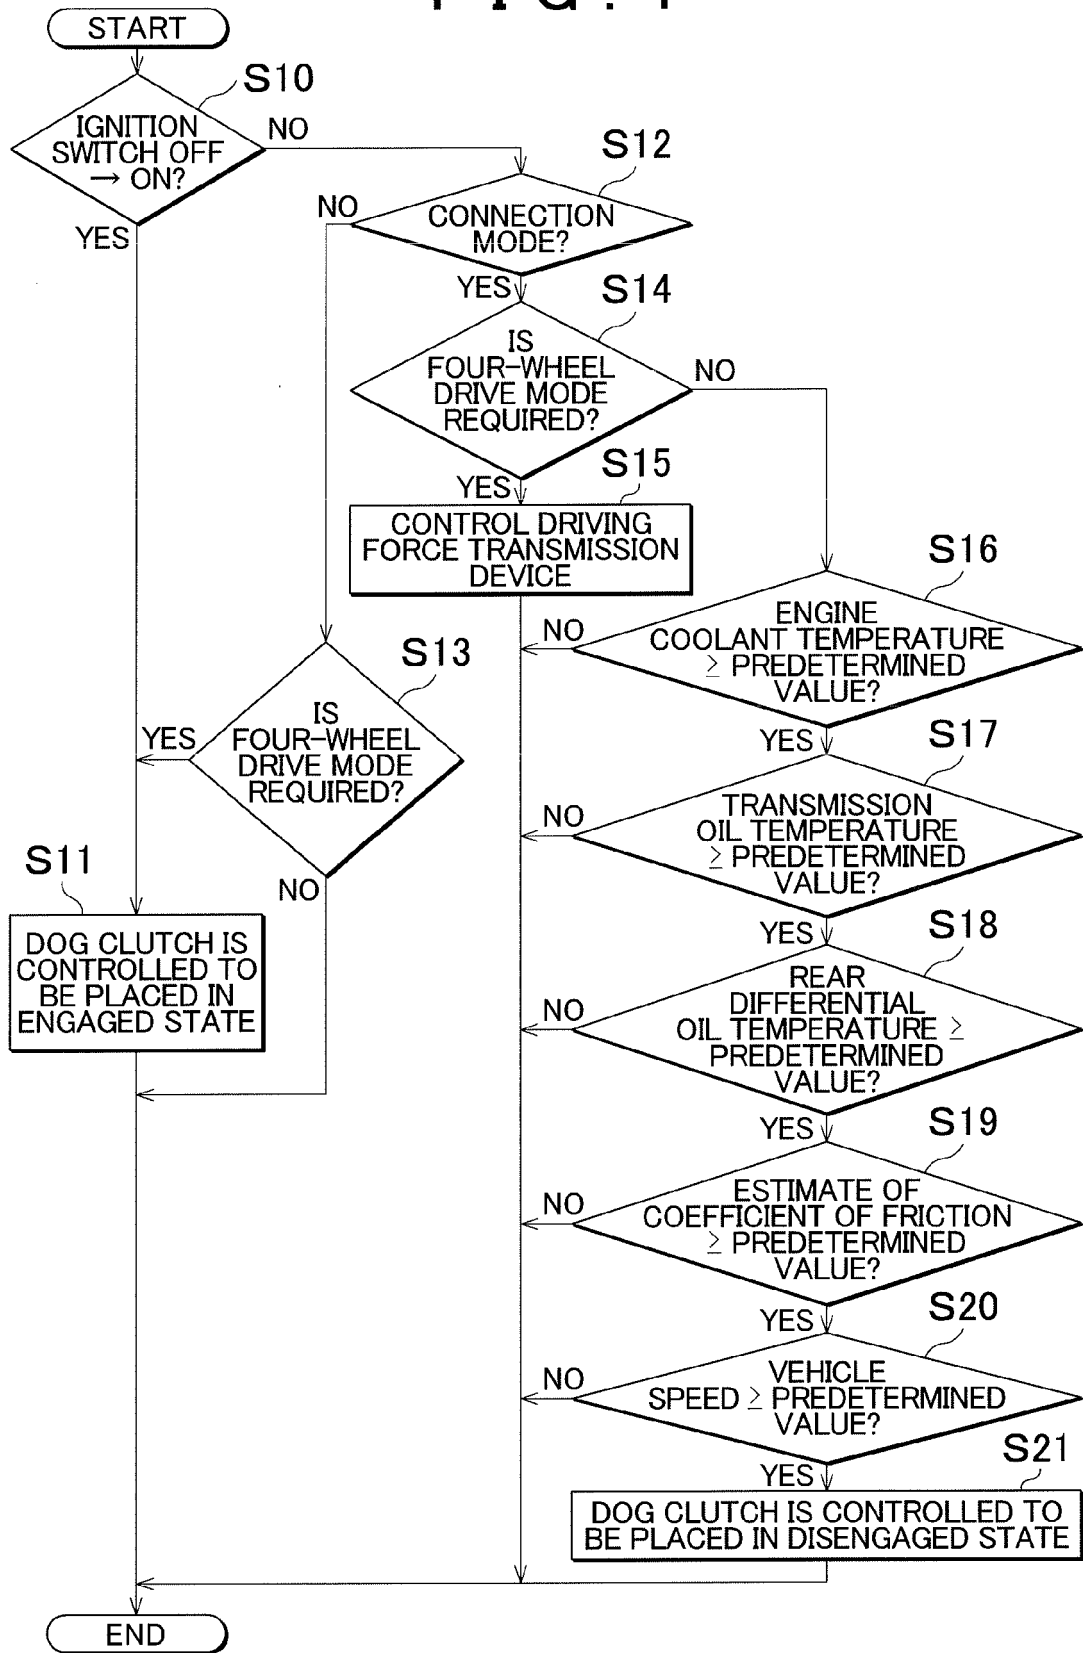 START
S10
IGNITION
SWITCH OFF
→ ON?
NO
YES
S12
CONNECTION
MODE?
NO
YES
S14
IS
FOUR-WHEEL
DRIVE MODE
REQUIRED?
NO
YES
S15
CONTROL DRIVING
FORCE TRANSMISSION
DEVICE
S16
ENGINE
COOLANT TEMPERATURE
≥ PREDETERMINED
VALUE?
NO
YES
S13
IS
FOUR-WHEEL
DRIVE MODE
REQUIRED?
YES
NO
S17
TRANSMISSION
OIL TEMPERATURE
≥ PREDETERMINED
VALUE?
NO
YES
S11
DOG CLUTCH IS
CONTROLLED TO
BE PLACED IN
ENGAGED STATE
S18
REAR
DIFFERENTIAL
OIL TEMPERATURE ≥
PREDETERMINED
VALUE?
NO
YES
S19
ESTIMATE OF
COEFFICIENT OF FRICTION
≥ PREDETERMINED
VALUE?
NO
YES
S20
VEHICLE
SPEED ≥ PREDETERMINED
VALUE?
NO
YES
S21
DOG CLUTCH IS CONTROLLED TO
BE PLACED IN DISENGAGED STATE
END